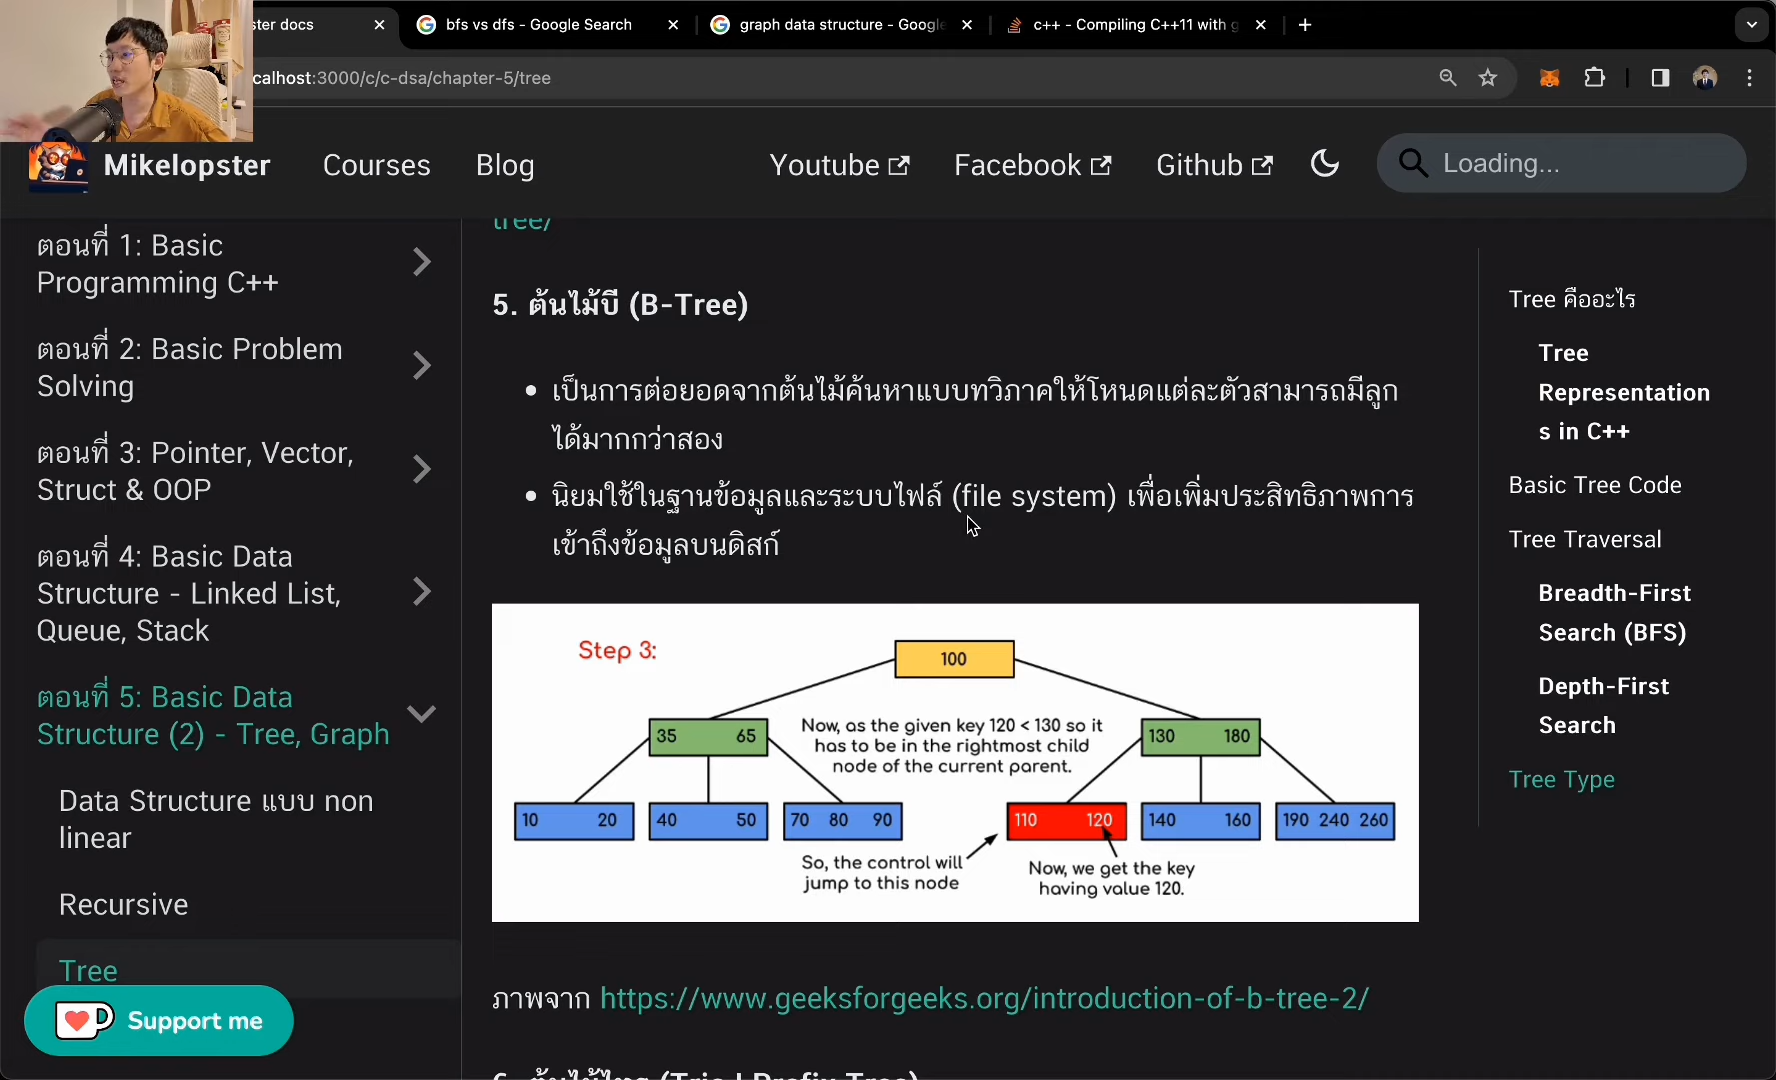 ster docs
bfs vs dfs - Google Search
graph data structure - Google
c++ - Compiling C++11 with g
calhost:3000/c/c-dsa/chapter-5/tree
Mikelopster
Courses
Blog
Youtube
Facebook
Github
Loading...
ตอนที่ 1: Basic
Programming C++
ตอนที่ 2: Basic Problem
Solving
ตอนที่ 3: Pointer, Vector,
Struct & OOP
ตอนที่ 4: Basic Data
Structure - Linked List,
Queue, Stack
ตอนที่ 5: Basic Data
Structure (2) - Tree, Graph
Data Structure แบบ non
linear
Recursive
Tree
Support me
tree/
5. ต้นไม้บี (B-Tree)
เป็นการต่อยอดจากต้นไม้ค้นหาแบบทวิภาคให้โหนดแต่ละตัวสามารถมีลูก
ได้มากกว่าสอง
นิยมใช้ในฐานข้อมูลและระบบไฟล์ (file system) เพื่อเพิ่มประสิทธิภาพการ
เข้าถึงข้อมูลบนดิสก์
Step 3:
100
35 65
Now, as the given key 120 < 130 so it
has to be in the rightmost child
node of the current parent.
130 180
10 20
40 50
70 80 90
110 120
140 160
190 240 260
So, the control will
jump to this node
Now, we get the key
having value 120.
ภาพจาก https://www.geeksforgeeks.org/introduction-of-b-tree-2/
6. ต้นไม้ไทร (Trie | Prefix Tree)
Tree คืออะไร
Tree
Representation
s in C++
Basic Tree Code
Tree Traversal
Breadth-First
Search (BFS)
Depth-First
Search
Tree Type